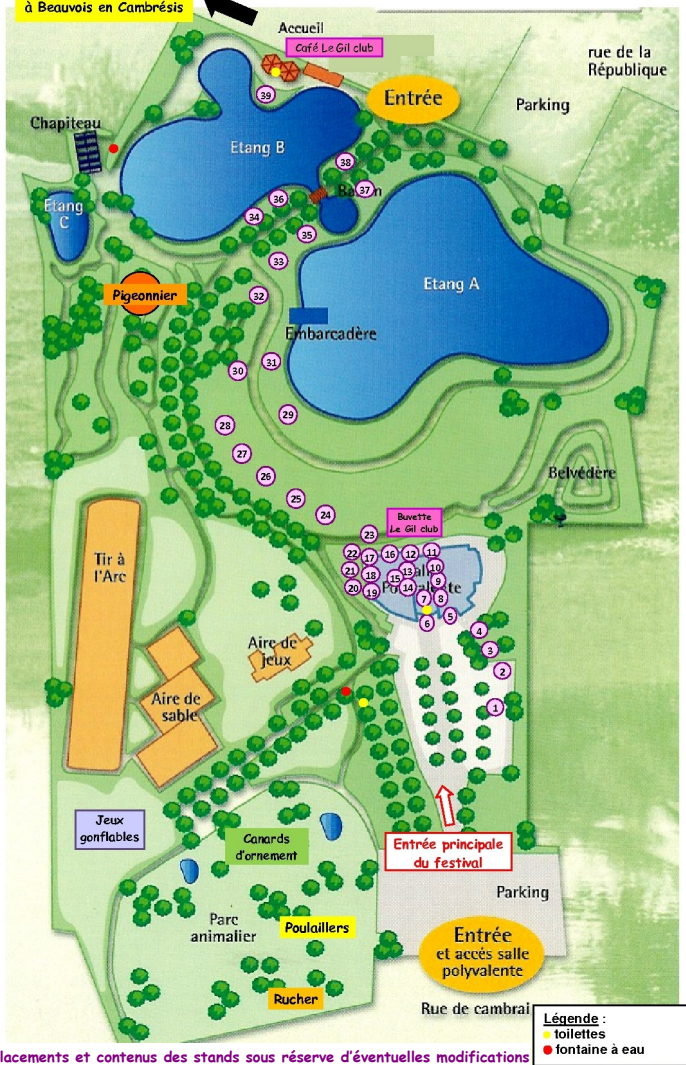 à Beauvois en Cambrésis
Accueil
Café Le Gil club
rue de la
République
Entrée
Parking
39
Chapiteau
Etang B
38
37
36
Etang
C
34
35
33
Etang A
Pigeonnier
32
Embarcadère
31
30
29
28
27
Belvédère
26
25
24
Buvette
Le Gil club
23
22
17
16
12
11
Tir à
l'Arc
21
18
13
10
15
9
20
19
14
7
8
6
5
4
3
Aire de
jeux
2
Aire de
sable
1
Jeux
gonflables
Canards
d'ornement
Entrée principale
du festival
Parking
Parc
animalier
Poulaillers
Entrée
et accès salle
polyvalente
Rucher
Rue de cambrai
Légende :
toilettes
fontaine à eau
lacements et contenus des stands sous réserve d'éventuelles modifications